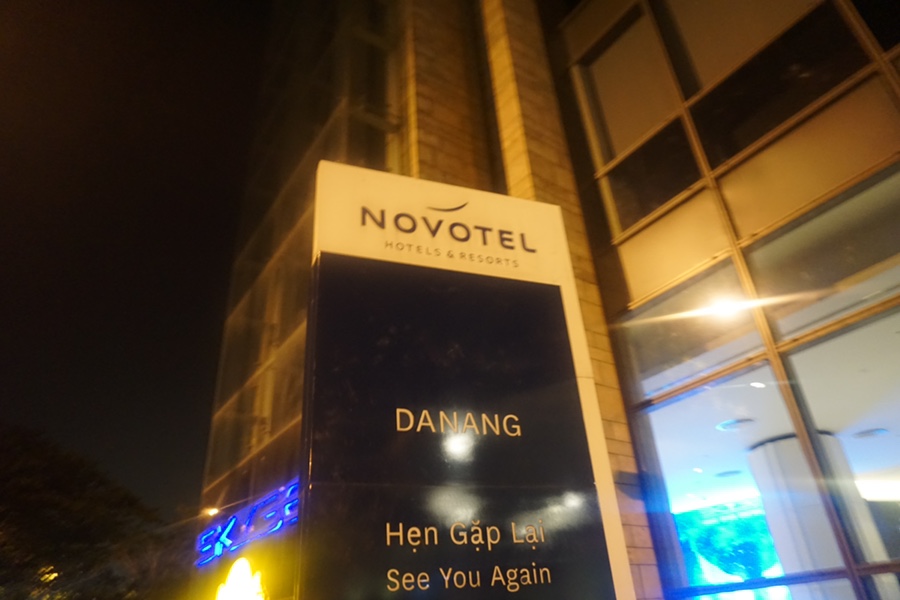 NOVOTEL
HOTELS & RESORTS
DANANG
Hẹn Gặp Lại
See You Again